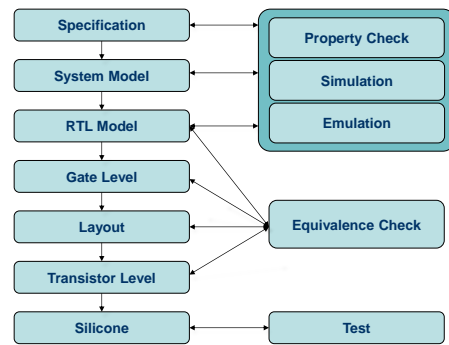 Specification
Property Check
System Model
Simulation
RTL Model
Emulation
Gate Level
Layout
Equivalence Check
Transistor Level
Silicone
Test